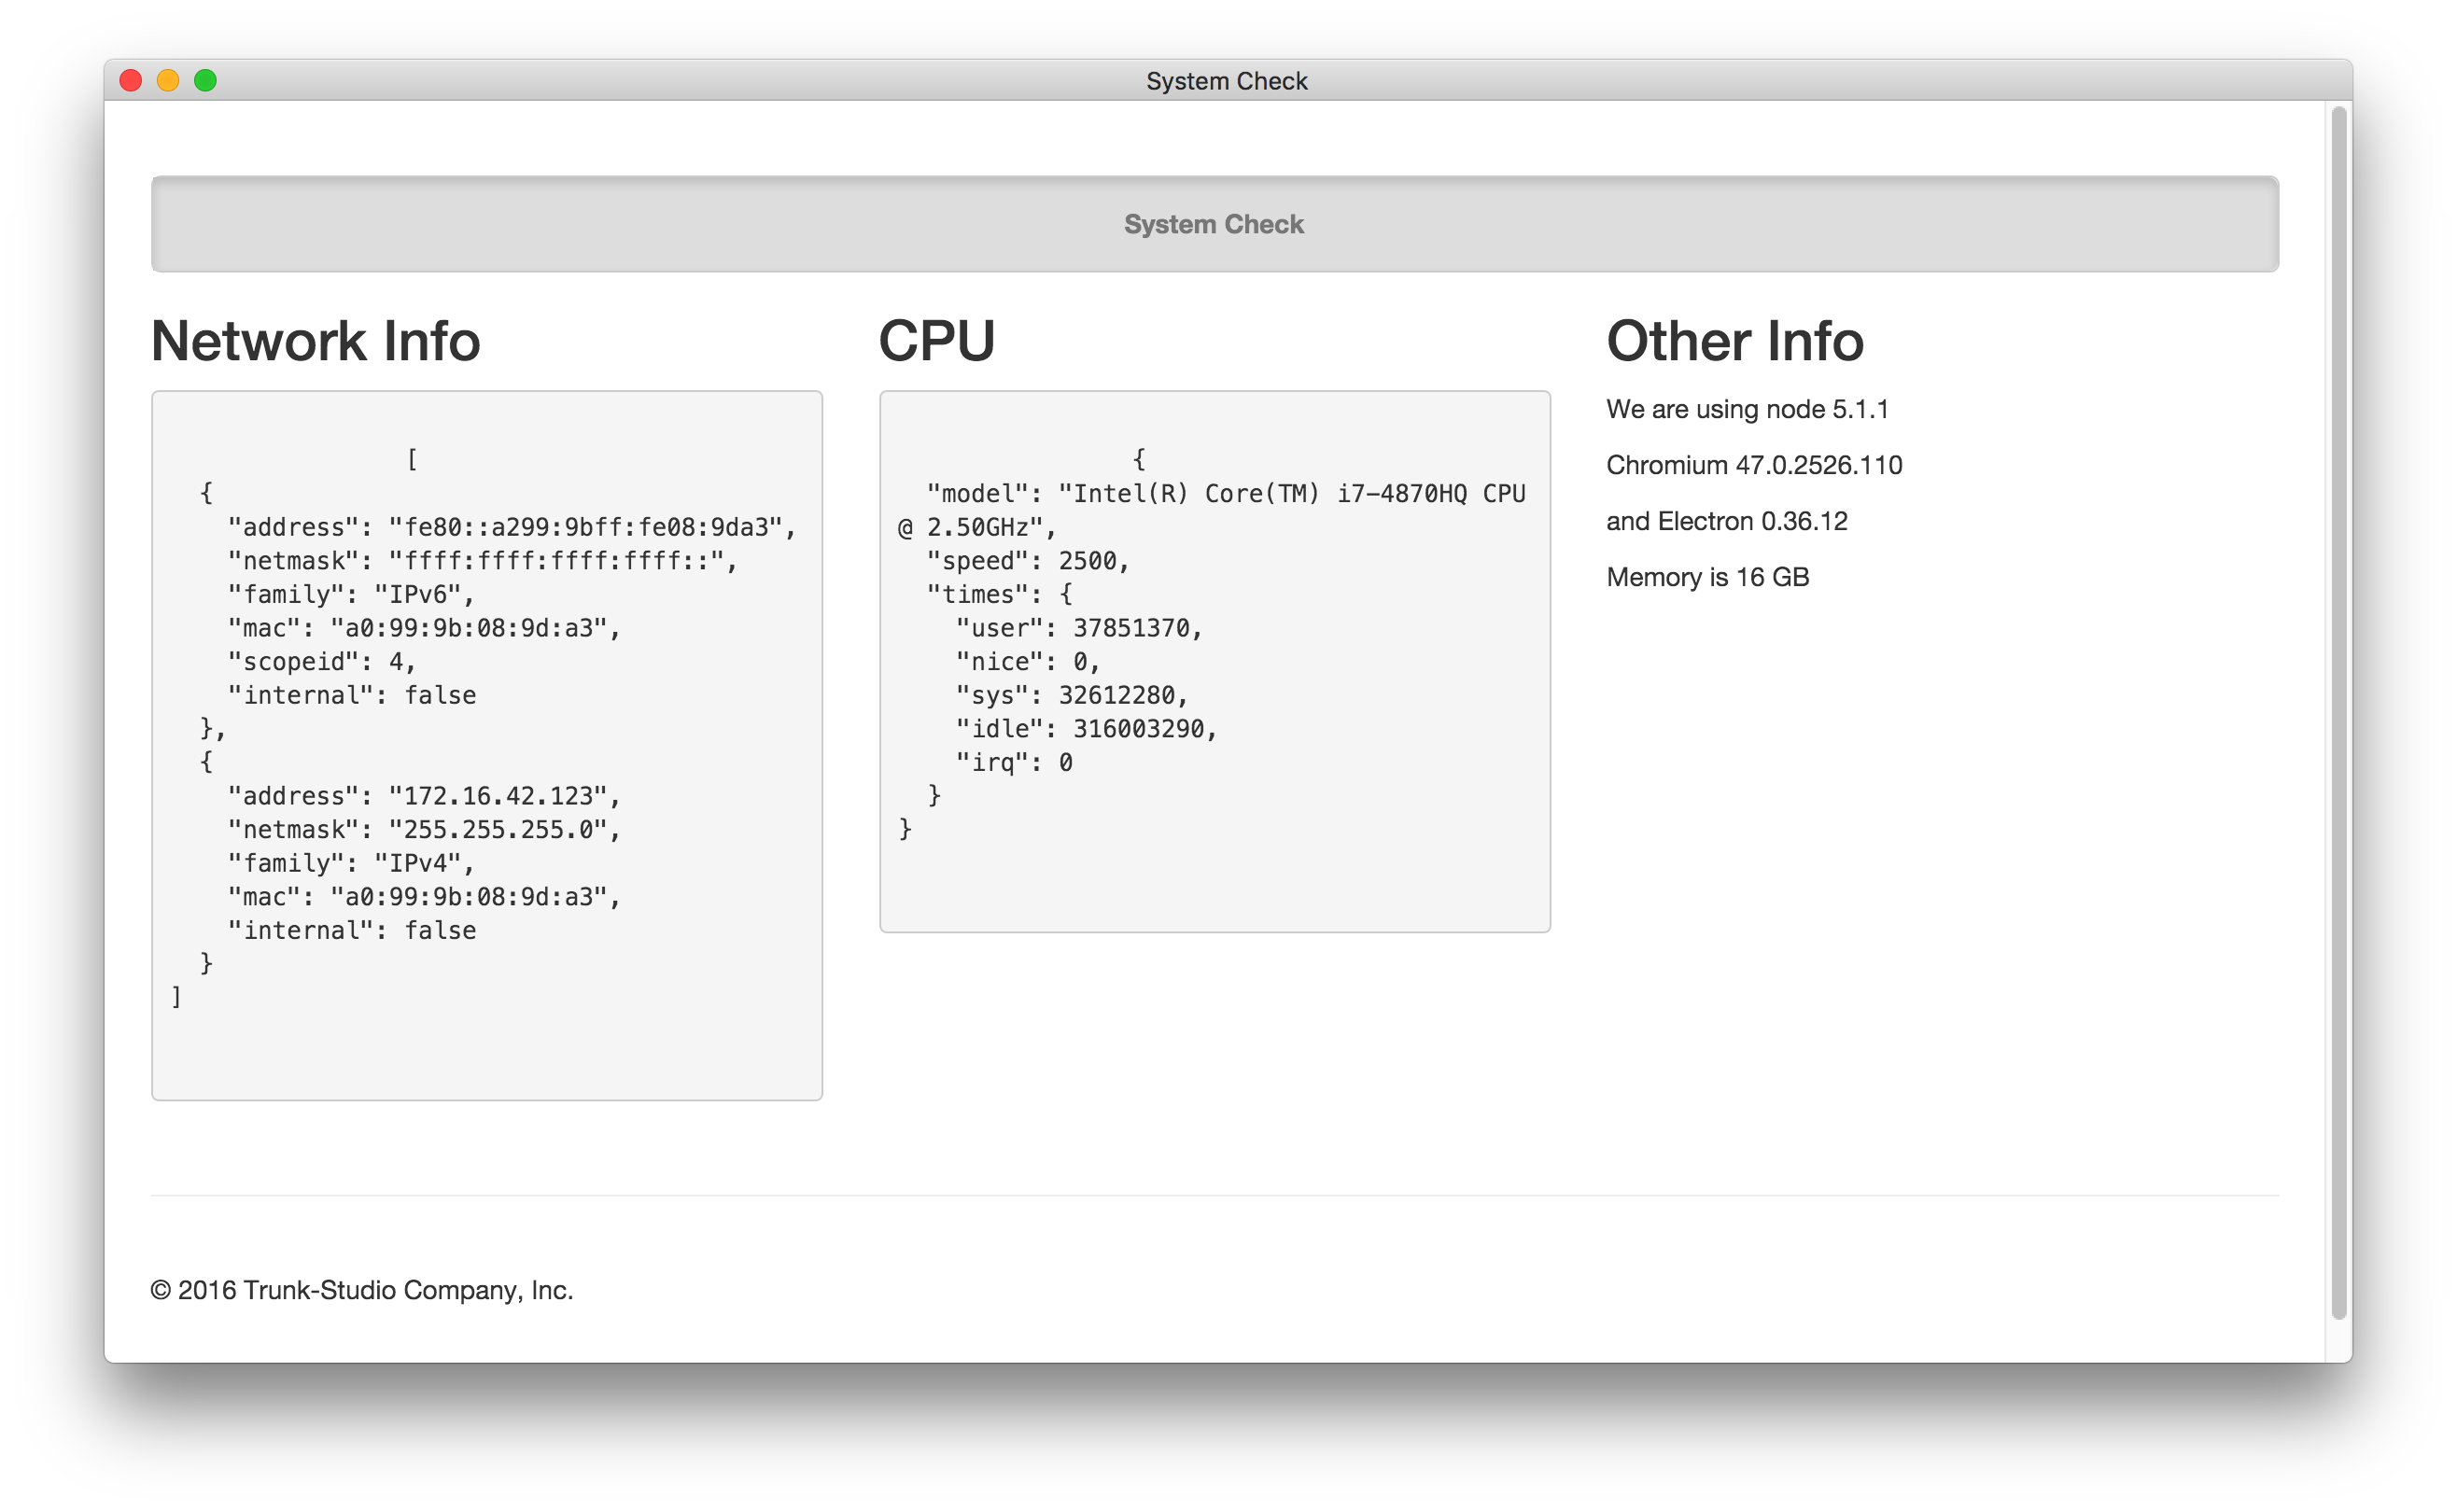 System Check
System Check
Network Info
[
  {
    "address": "fe80::a299:9bff:fe08:9da3",
    "netmask": "ffff:ffff:ffff:ffff::",
    "family": "IPv6",
    "mac": "a0:99:9b:08:9d:a3",
    "scopeid": 4,
    "internal": false
  },
  {
    "address": "172.16.42.123",
    "netmask": "255.255.255.0",
    "family": "IPv4",
    "mac": "a0:99:9b:08:9d:a3",
    "internal": false
  }
]
CPU
{
  "model": "Intel(R) Core(TM) i7-4870HQ CPU
@ 2.50GHz",
  "speed": 2500,
  "times": {
    "user": 37851370,
    "nice": 0,
    "sys": 32612280,
    "idle": 316003290,
    "irq": 0
  }
}
Other Info
We are using node 5.1.1
Chromium 47.0.2526.110
and Electron 0.36.12
Memory is 16 GB
© 2016 Trunk-Studio Company, Inc.